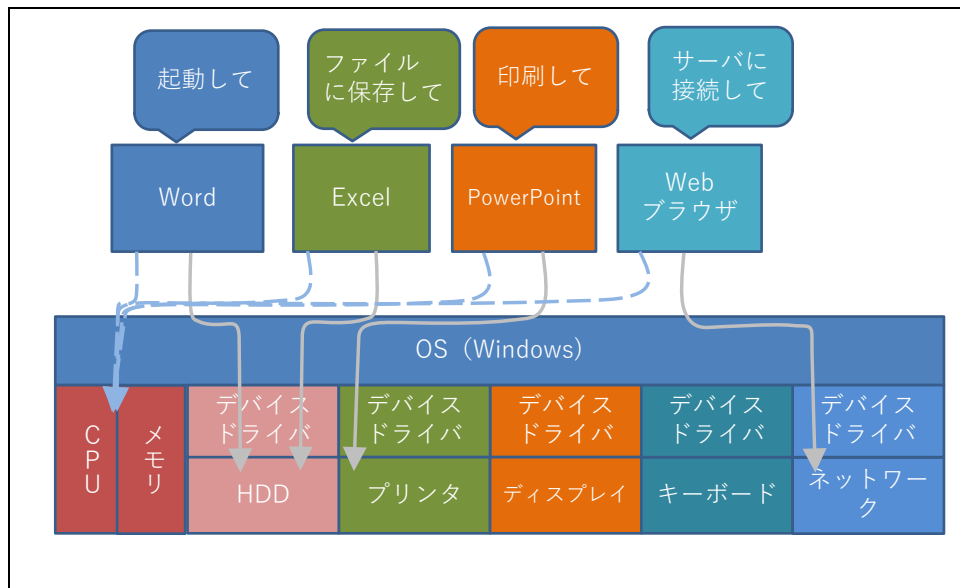 起動して
ファイル
に保存して
印刷して
サーバに
接続して
Word
Excel
PowerPoint
Web
ブラウザ
OS（Windows）
CPU
メモリ
デバイス
ドライバ
デバイス
ドライバ
デバイス
ドライバ
デバイス
ドライバ
デバイス
ドライバ
HDD
プリンタ
ディスプレイ
キーボード
ネットワー
ク